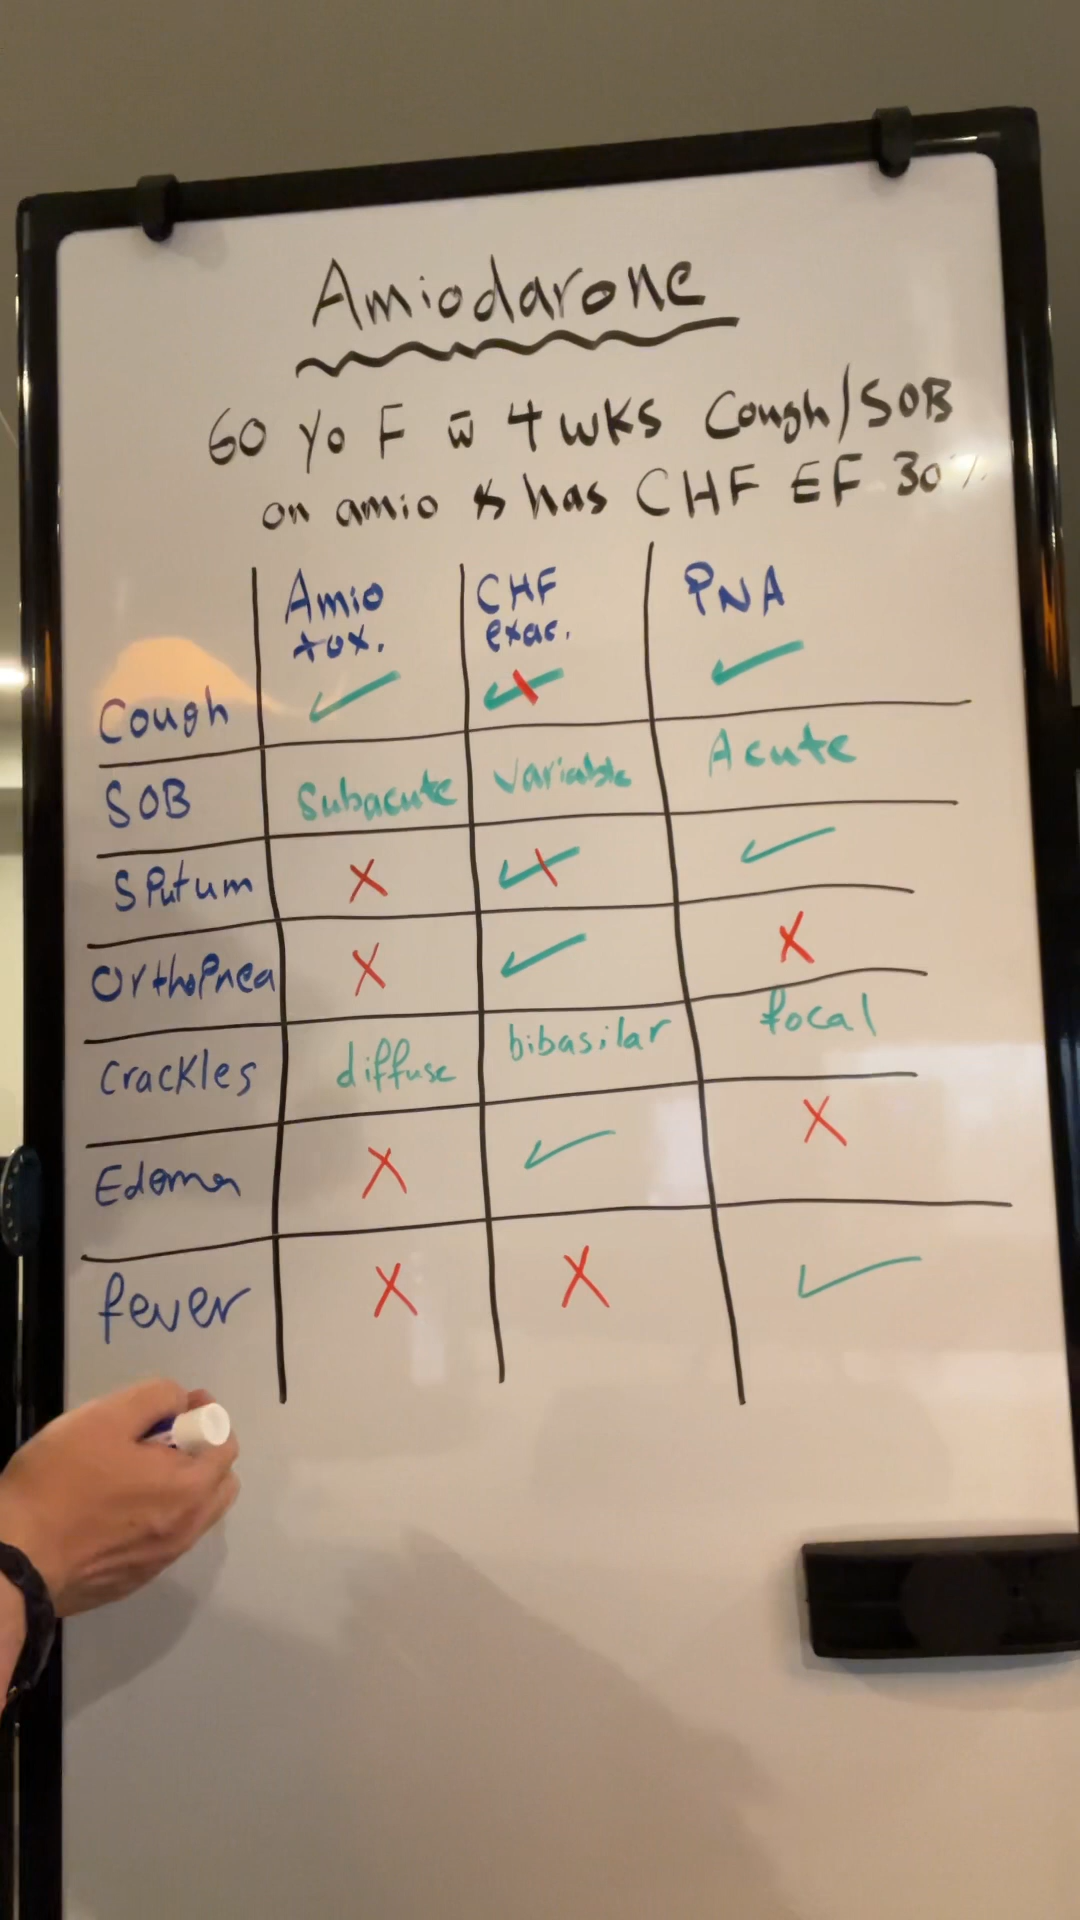 Amiodarone
60 yo F w̄ 4 wks Cough/SOB
on amio & has CHF EF 30%
Amio tox. CHF exac. PNA
Cough ✓ ✓✗ ✓
SOB Subacute Variable Acute
Sputum ✗ ✓✗ ✓
Orthopnea ✗ ✓ ✗
Crackles diffuse bibasilar focal
Edema ✗ ✓ ✗
fever ✗ ✗ ✓